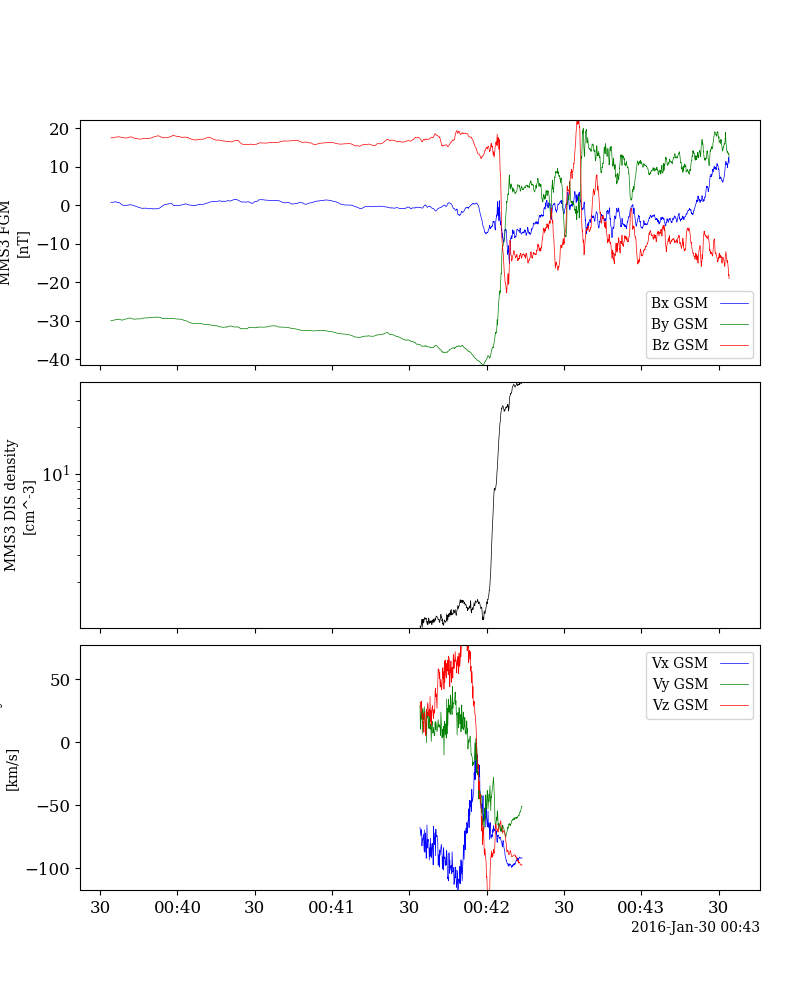 20
10
0
−10
−20
−30
−40
MMS3 FGM
[nT]
Bx GSM
By GSM
Bz GSM
10¹
MMS3 DIS density
[cm^-3]
50
0
−50
−100
[km/s]
Vx GSM
Vy GSM
Vz GSM
30 00:40 30 00:41 30 00:42 30 00:43 30
2016-Jan-30 00:43